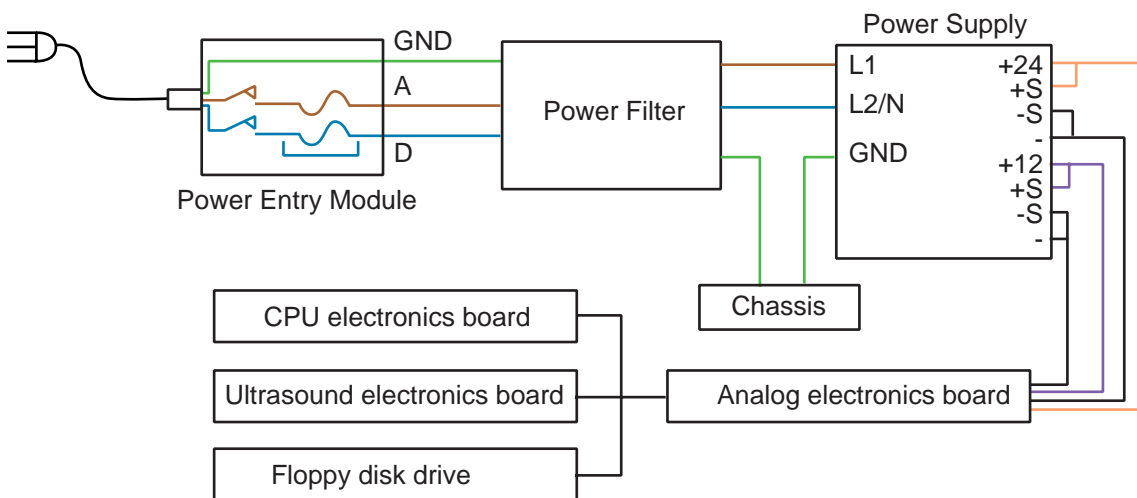 Power Supply
GND
A
D
Power Entry Module
Power Filter
L1
L2/N
GND
+24
+S
-S
-
+12
+S
-S
-
Chassis
CPU electronics board
Ultrasound electronics board
Analog electronics board
Floppy disk drive